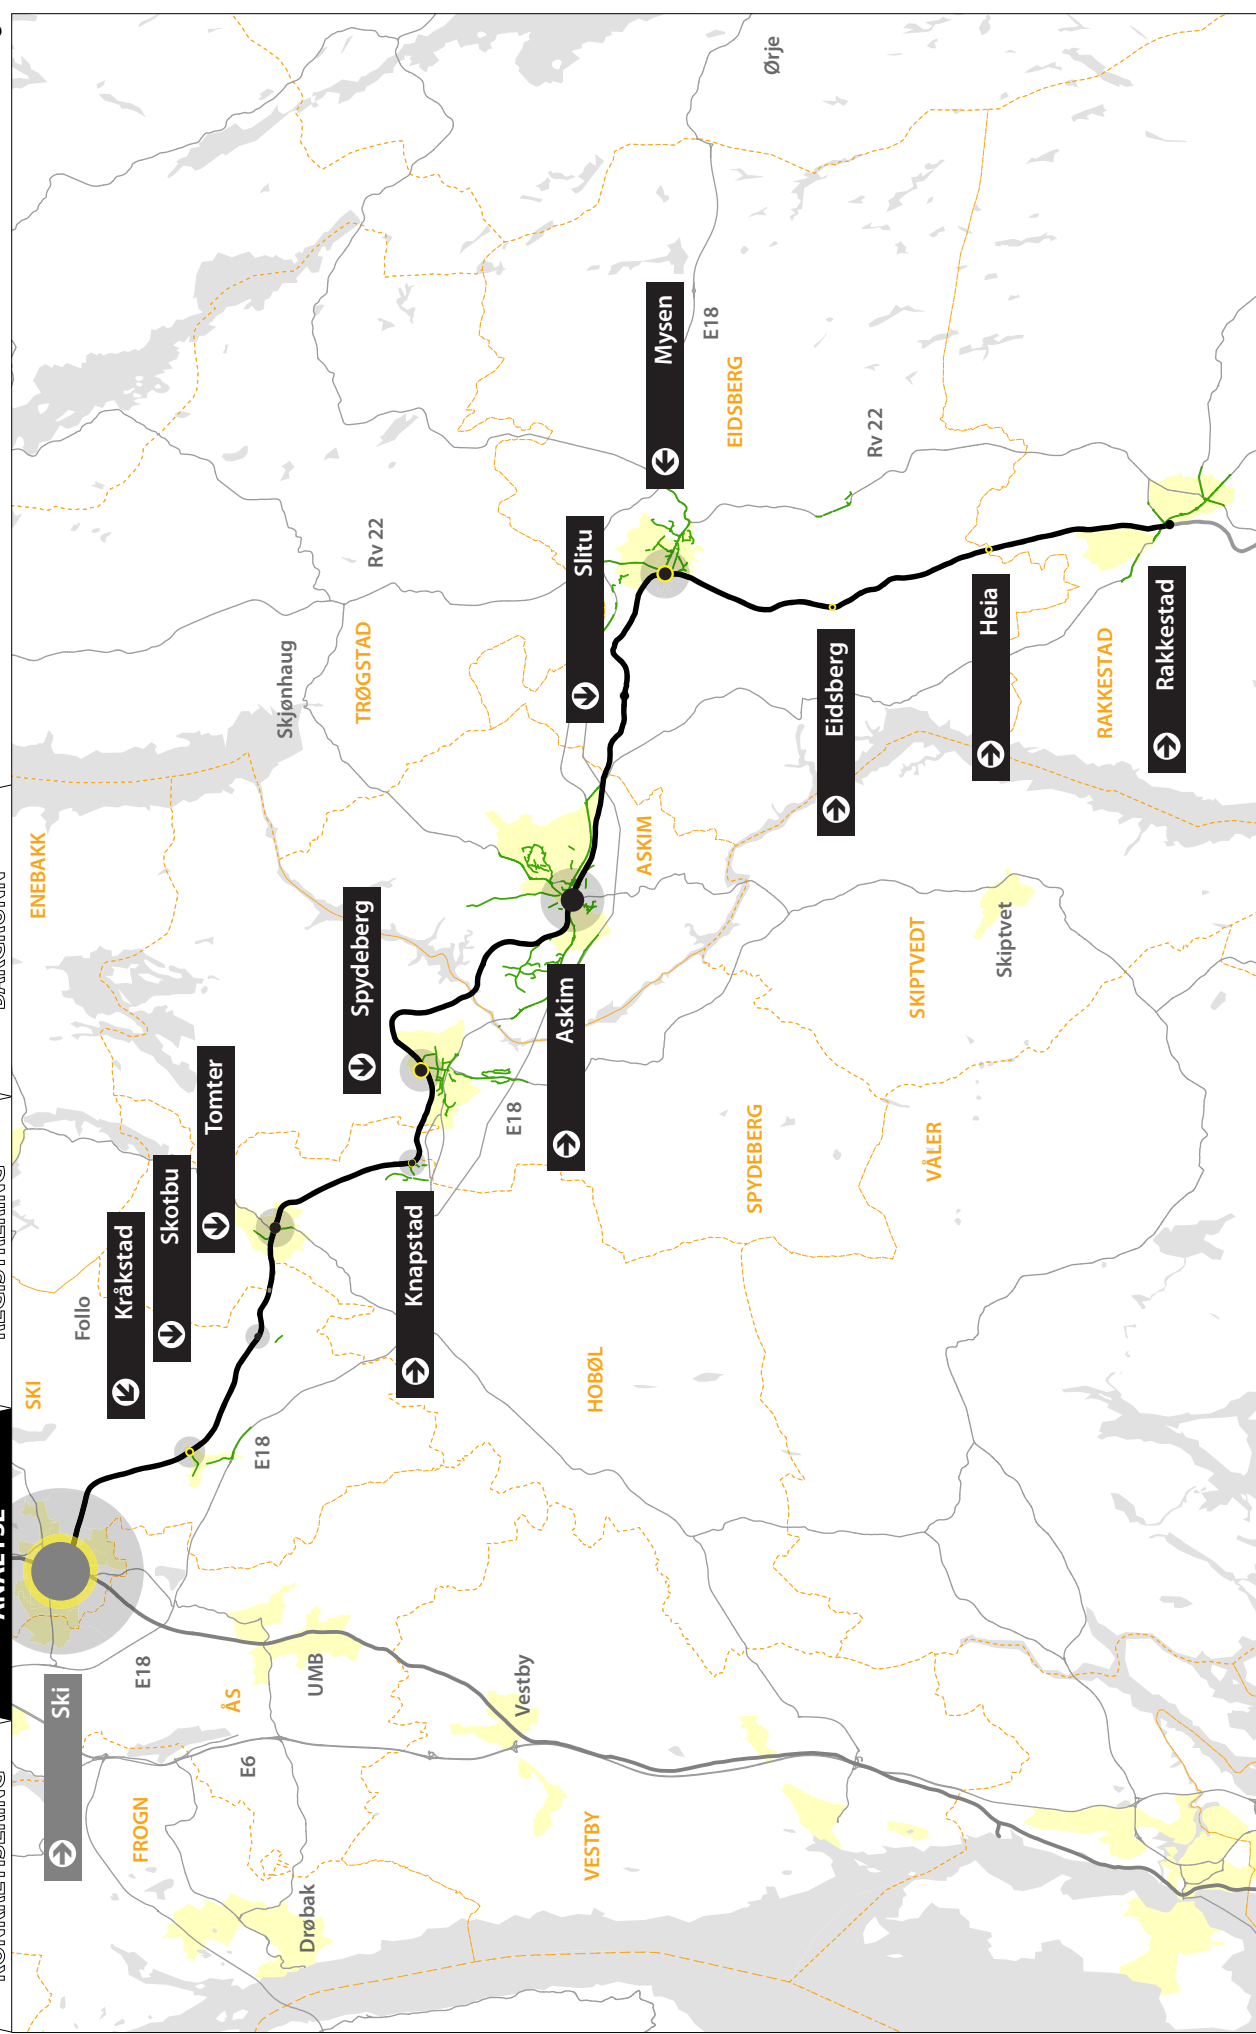 ANALYSE
Ski
Kråkstad
Skotbu
Tomter
Knapstad
Spydeberg
Askim
Slitu
Mysen
Eidsberg
Heia
Rakkestad
SKI
Follo
ENEBAKK
E18
ÅS
UMB
E6
FROGN
Drøbak
Vestby
VESTBY
E18
HOBØL
E18
SPYDEBERG
VÅLER
SKIPTVEDT
Skiptvet
ASKIM
TRØGSTAD
Skjønhaug
Rv 22
EIDSBERG
E18
Rv 22
Ørje
RAKKESTAD